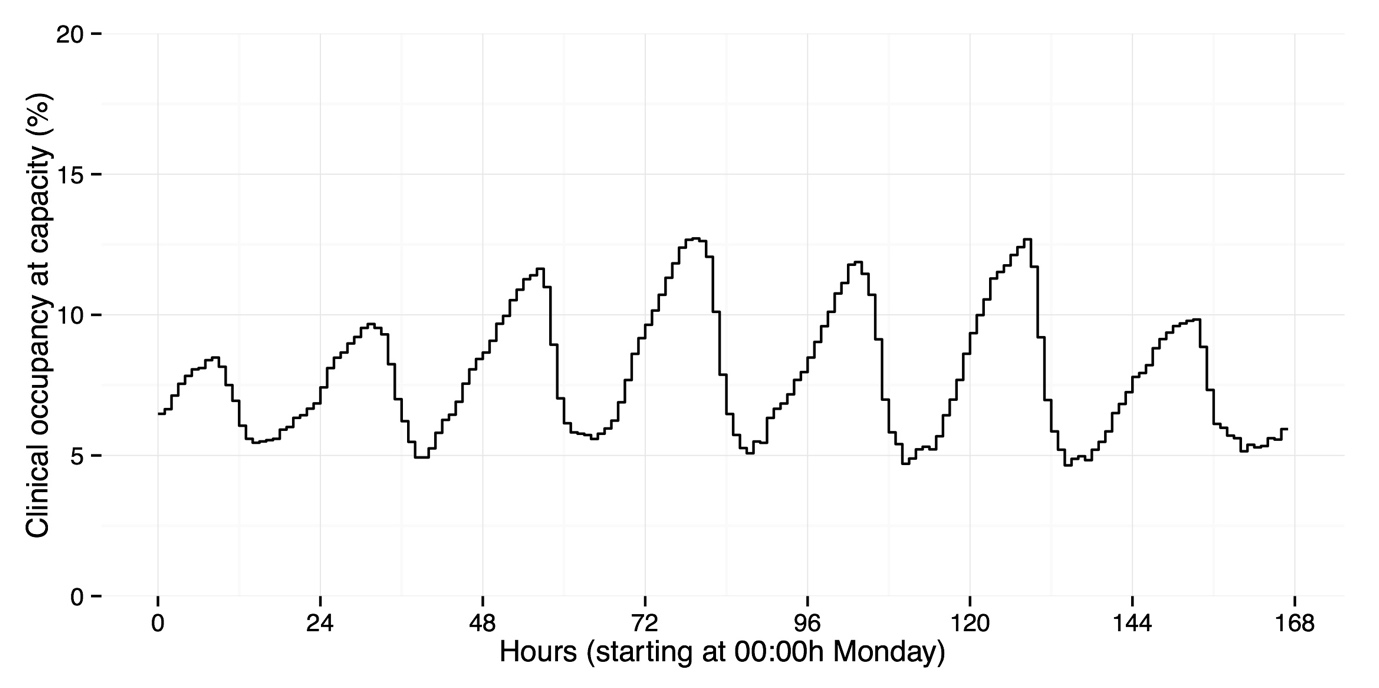 Clinical occupancy at capacity (%)
20
15
10
5
0
0 24 48 72 96 120 144 168
Hours (starting at 00:00h Monday)